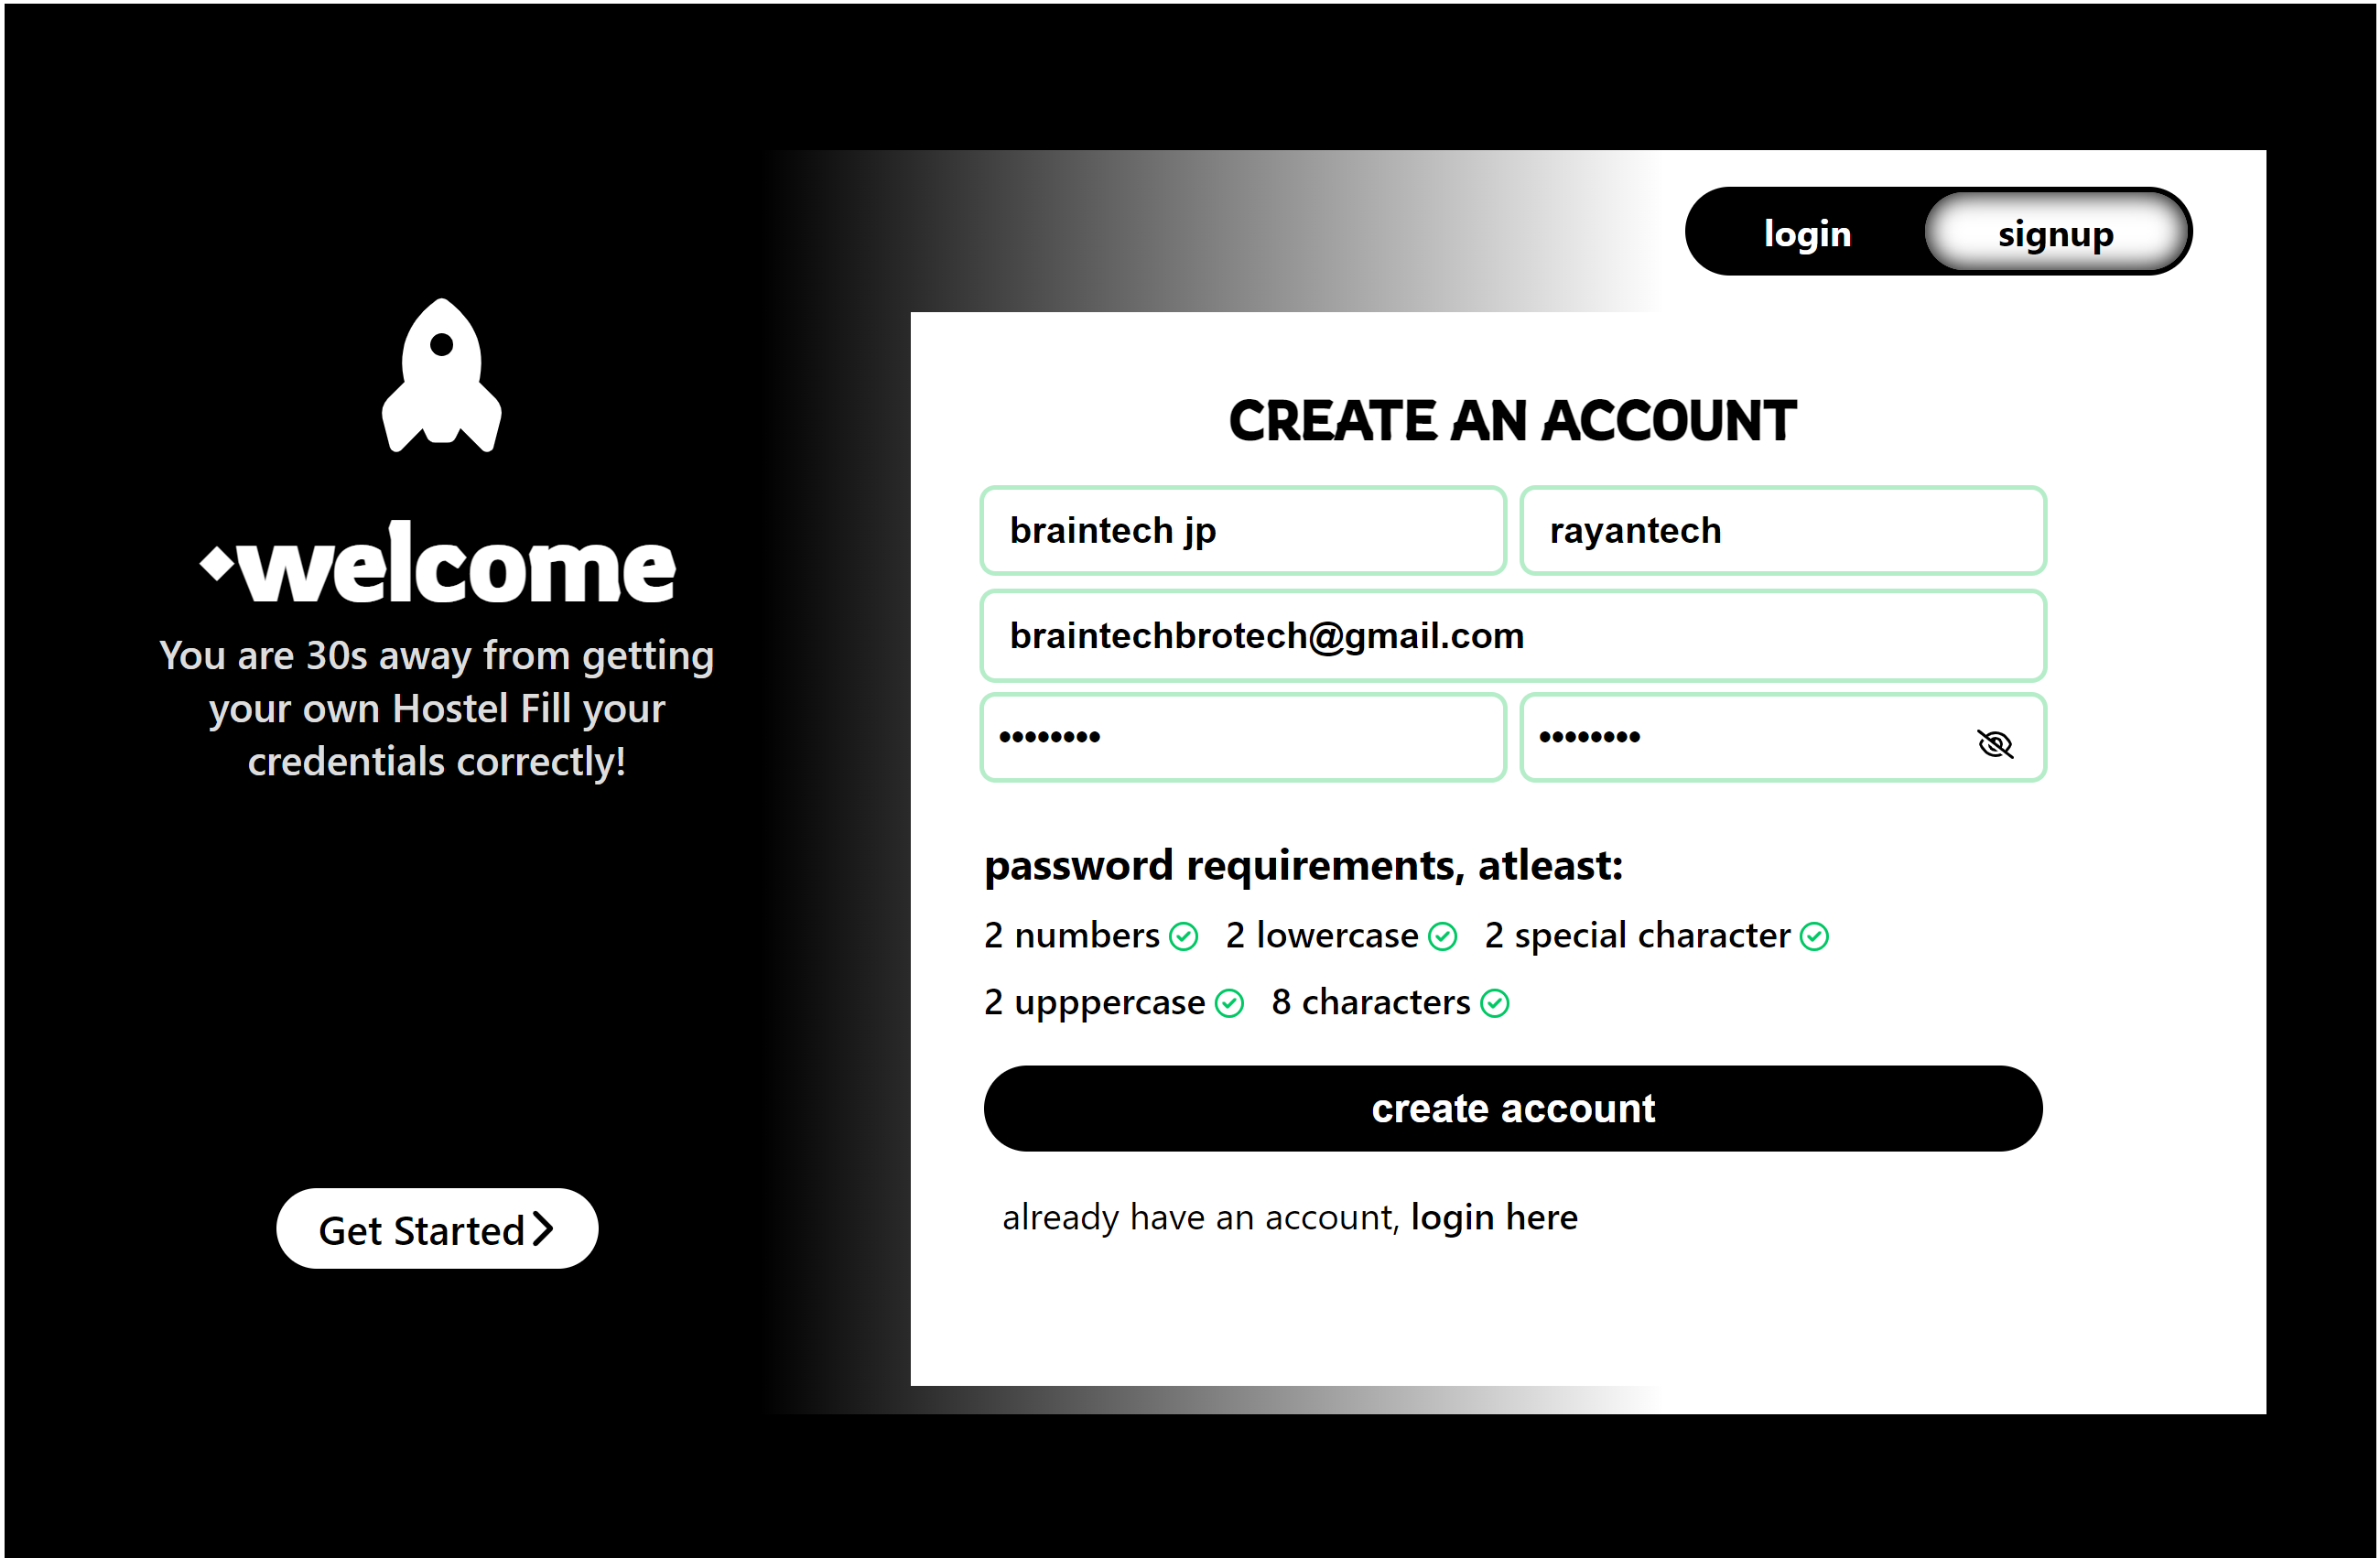 login
signup
welcome
You are 30s away from getting
your own Hostel Fill your
credentials correctly!
Get Started
CREATE AN ACCOUNT
braintech jp
rayantech
braintechbrotech@gmail.com
••••••••
••••••••
password requirements, atleast:
2 numbers 2 lowercase 2 special character
2 upppercase 8 characters
create account
already have an account, login here